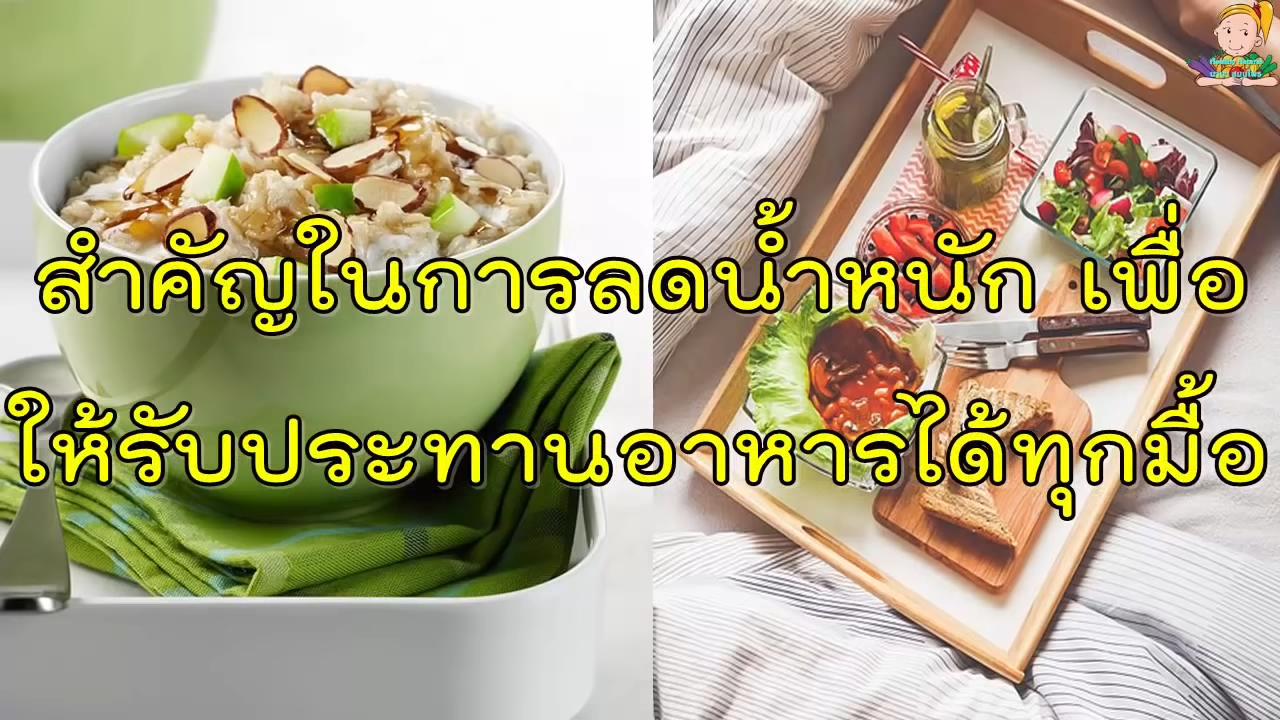 สำคัญในการลดน้ำหนัก เพื่อ
ให้รับประทานอาหารได้ทุกมื้อ